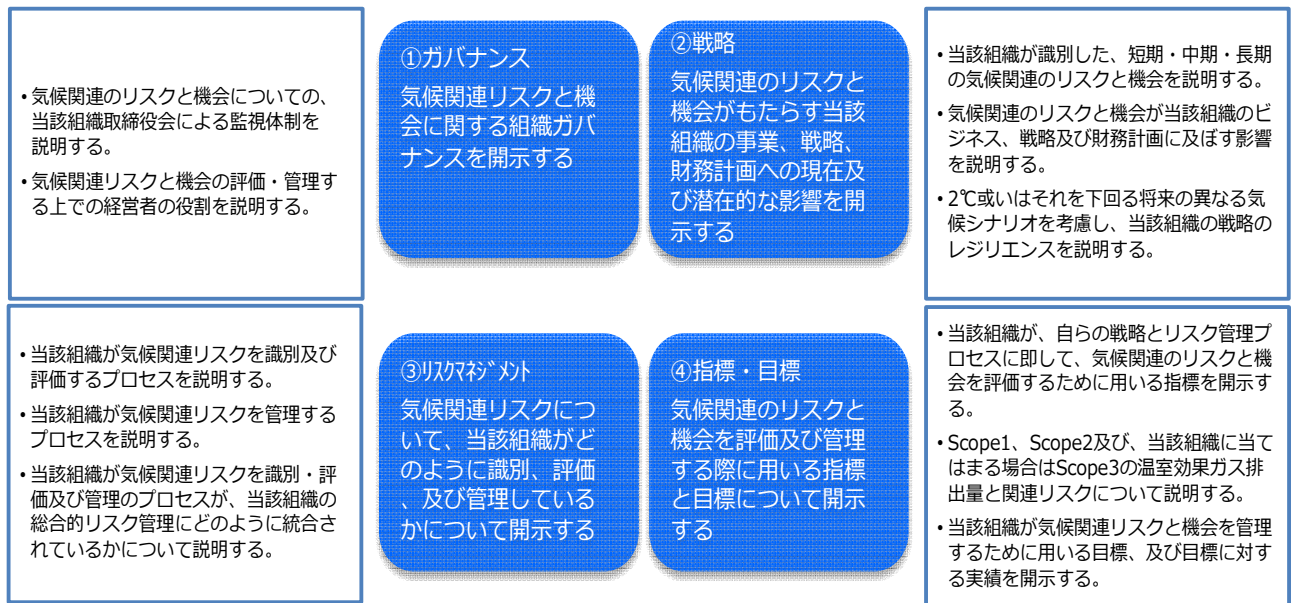 ・気候関連のリスクと機会についての、
当該組織取締役会による監視体制を
説明する。
・気候関連リスクと機会の評価・管理す
る上での経営者の役割を説明する。
①ガバナンス
気候関連リスクと機
会に関する組織ガバ
ナンスを開示する
②戦略
気候関連のリスクと
機会がもたらす当該
組織の事業、戦略、
財務計画への現在及
び潜在的な影響を開
示する
・当該組織が識別した、短期・中期・長期
の気候関連のリスクと機会を説明する。
・気候関連のリスクと機会が当該組織のビ
ジネス、戦略及び財務計画に及ぼす影響
を説明する。
・2℃或いはそれを下回る将来の異なる気
候シナリオを考慮し、当該組織の戦略の
レジリエンスを説明する。
・当該組織が気候関連リスクを識別及び
評価するプロセスを説明する。
・当該組織が気候関連リスクを管理する
プロセスを説明する。
・当該組織が気候関連リスクを識別・評
価及び管理のプロセスが、当該組織の
総合的リスク管理にどのように統合さ
れているかについて説明する。
③ﾘｽｸﾏﾈｼﾞﾒﾝﾄ
気候関連リスクにつ
いて、当該組織がど
のように識別、評価
、及び管理している
かについて開示する
④指標・目標
気候関連のリスクと
機会を評価及び管理
する際に用いる指標
と目標について開示
する
・当該組織が、自らの戦略とリスク管理プ
ロセスに即して、気候関連のリスクと機
会を評価するために用いる指標を開示す
る。
・Scope1、Scope2及び、当該組織に当て
はまる場合はScope3の温室効果ガス排
出量と関連リスクについて説明する。
・当該組織が気候関連リスクと機会を管理
するために用いる目標、及び目標に対す
る実績を開示する。